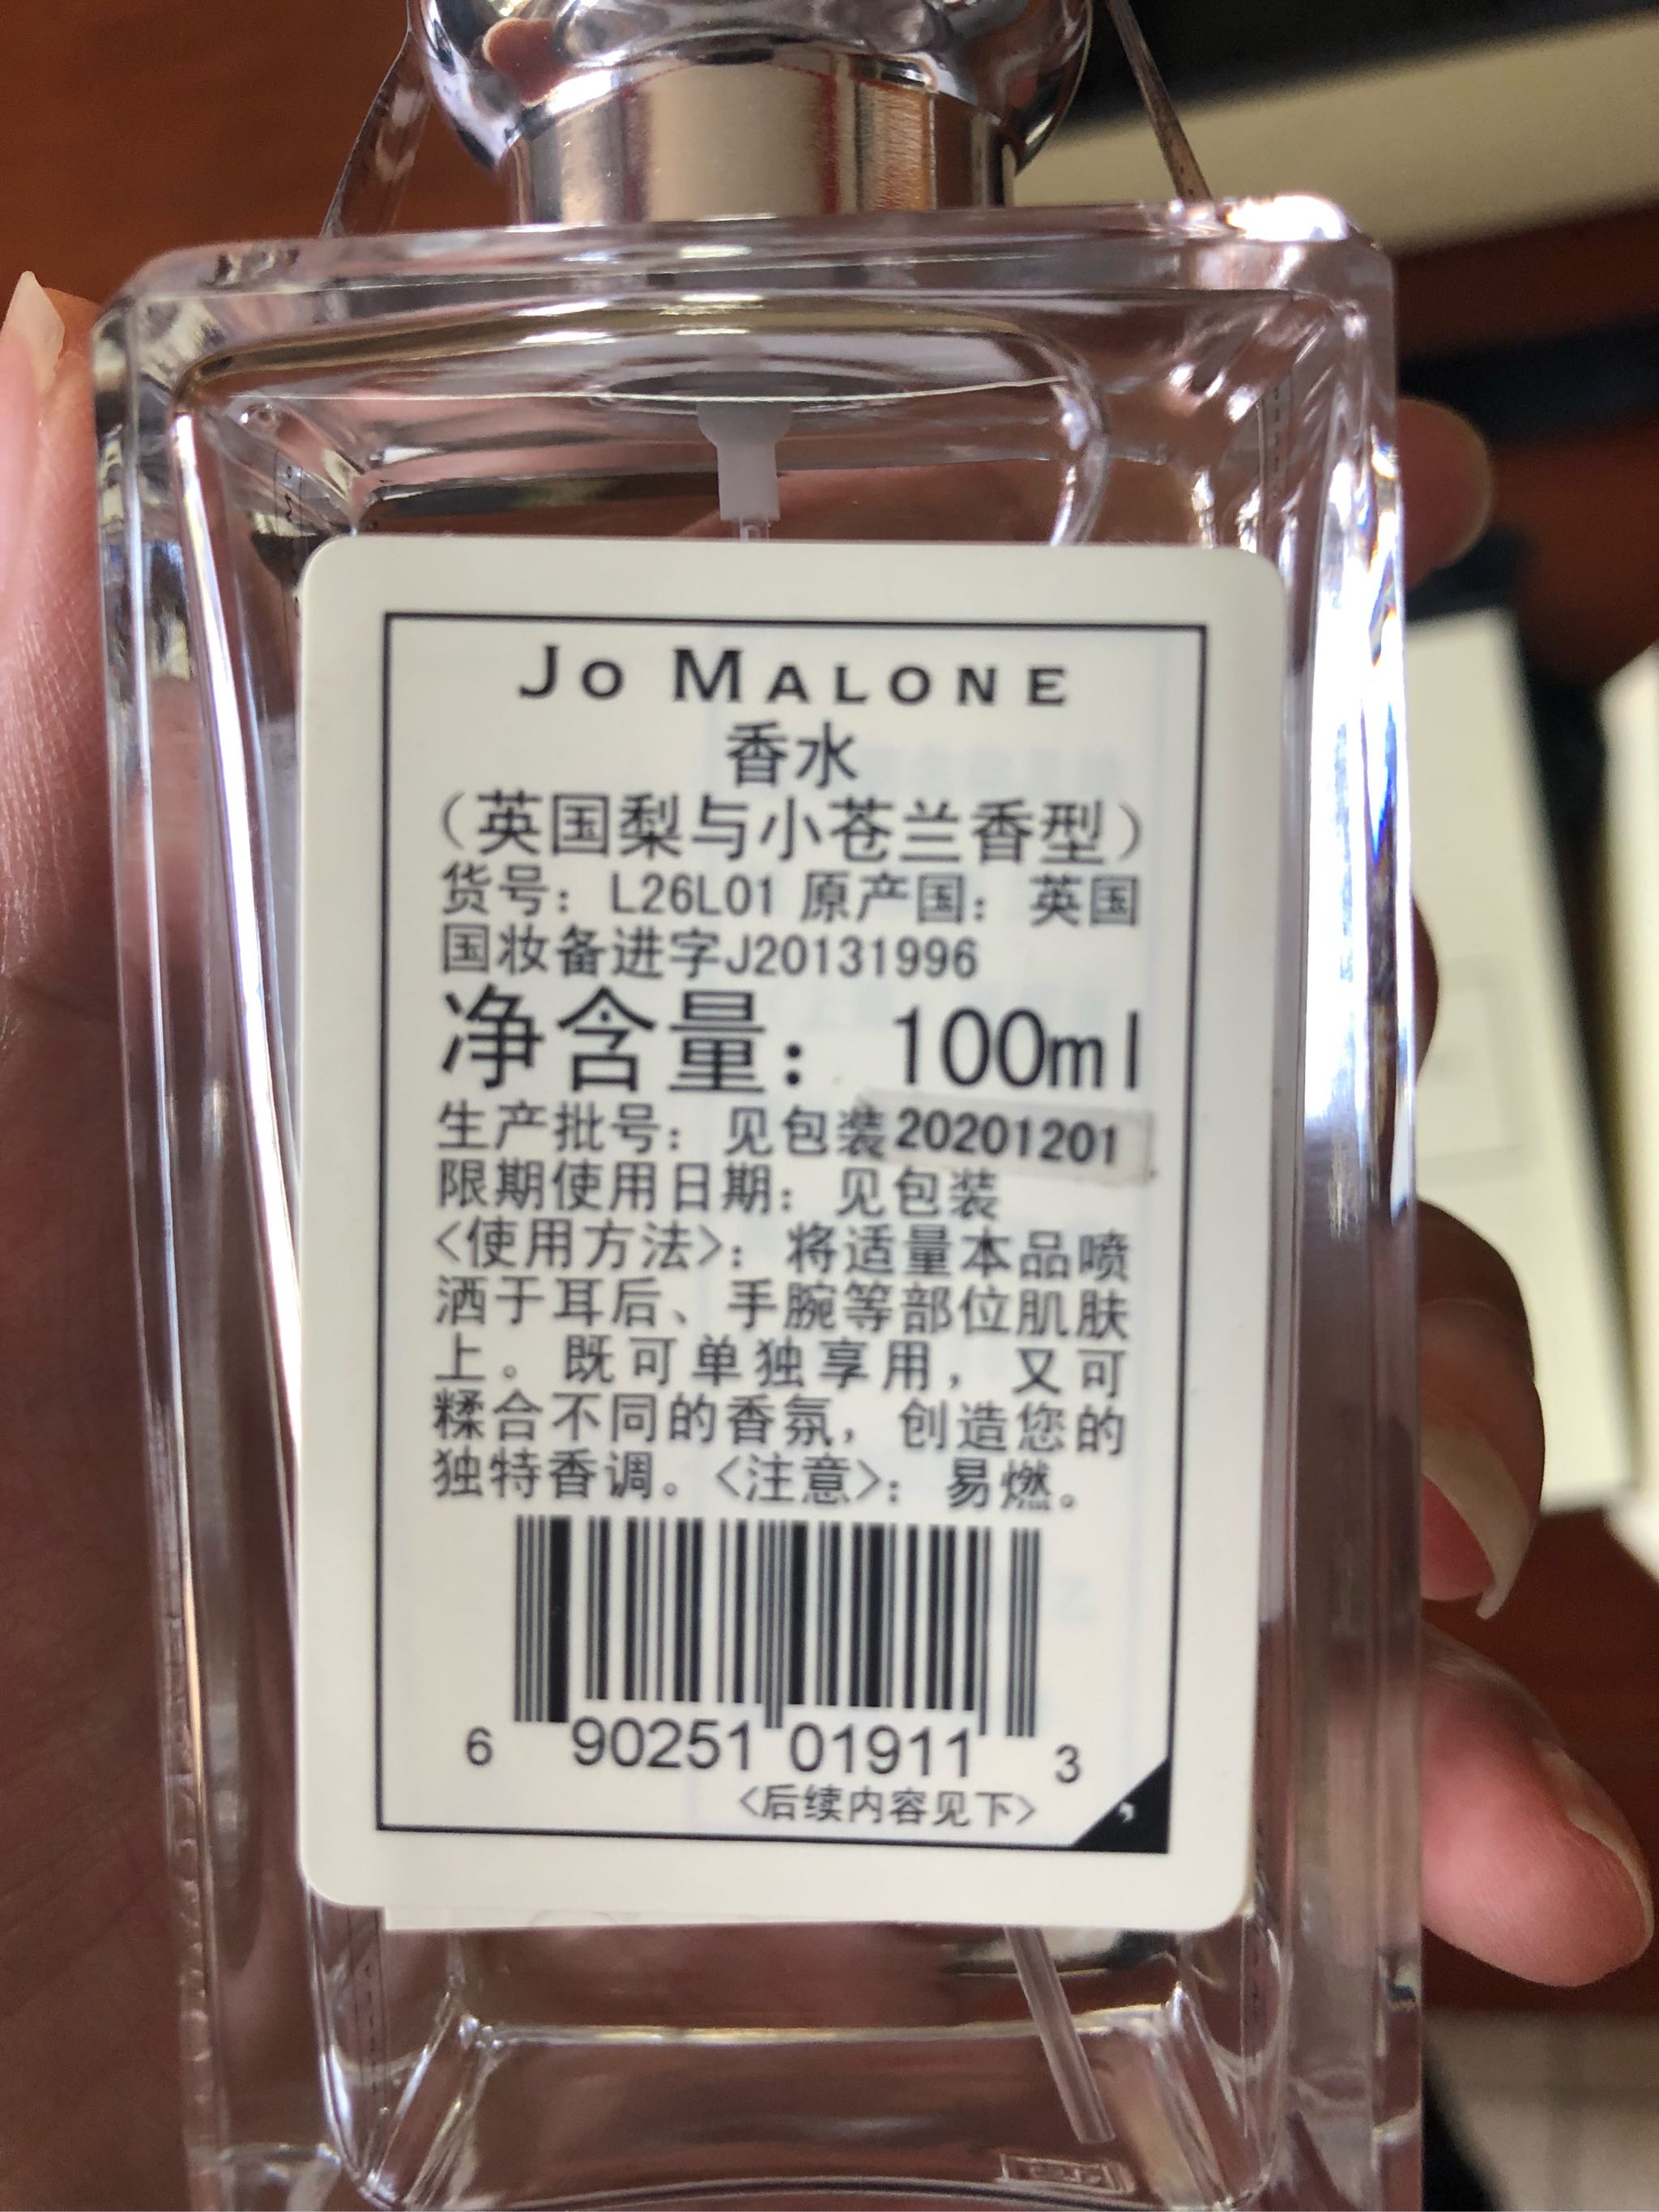 JO MALONE
香水
（英国梨与小苍兰香型）
货号：L26L01 原产国：英国
国妆备进字J20131996
净含量：100ml
生产批号：见包装20201201
限期使用日期：见包装
<使用方法>：将适量本品喷
洒于耳后、手腕等部位肌肤
上。既可单独享用，又可
糅合不同的香氛，创造您的
独特香调。<注意>：易燃。
6 90251 01911 3
<后续内容见下>